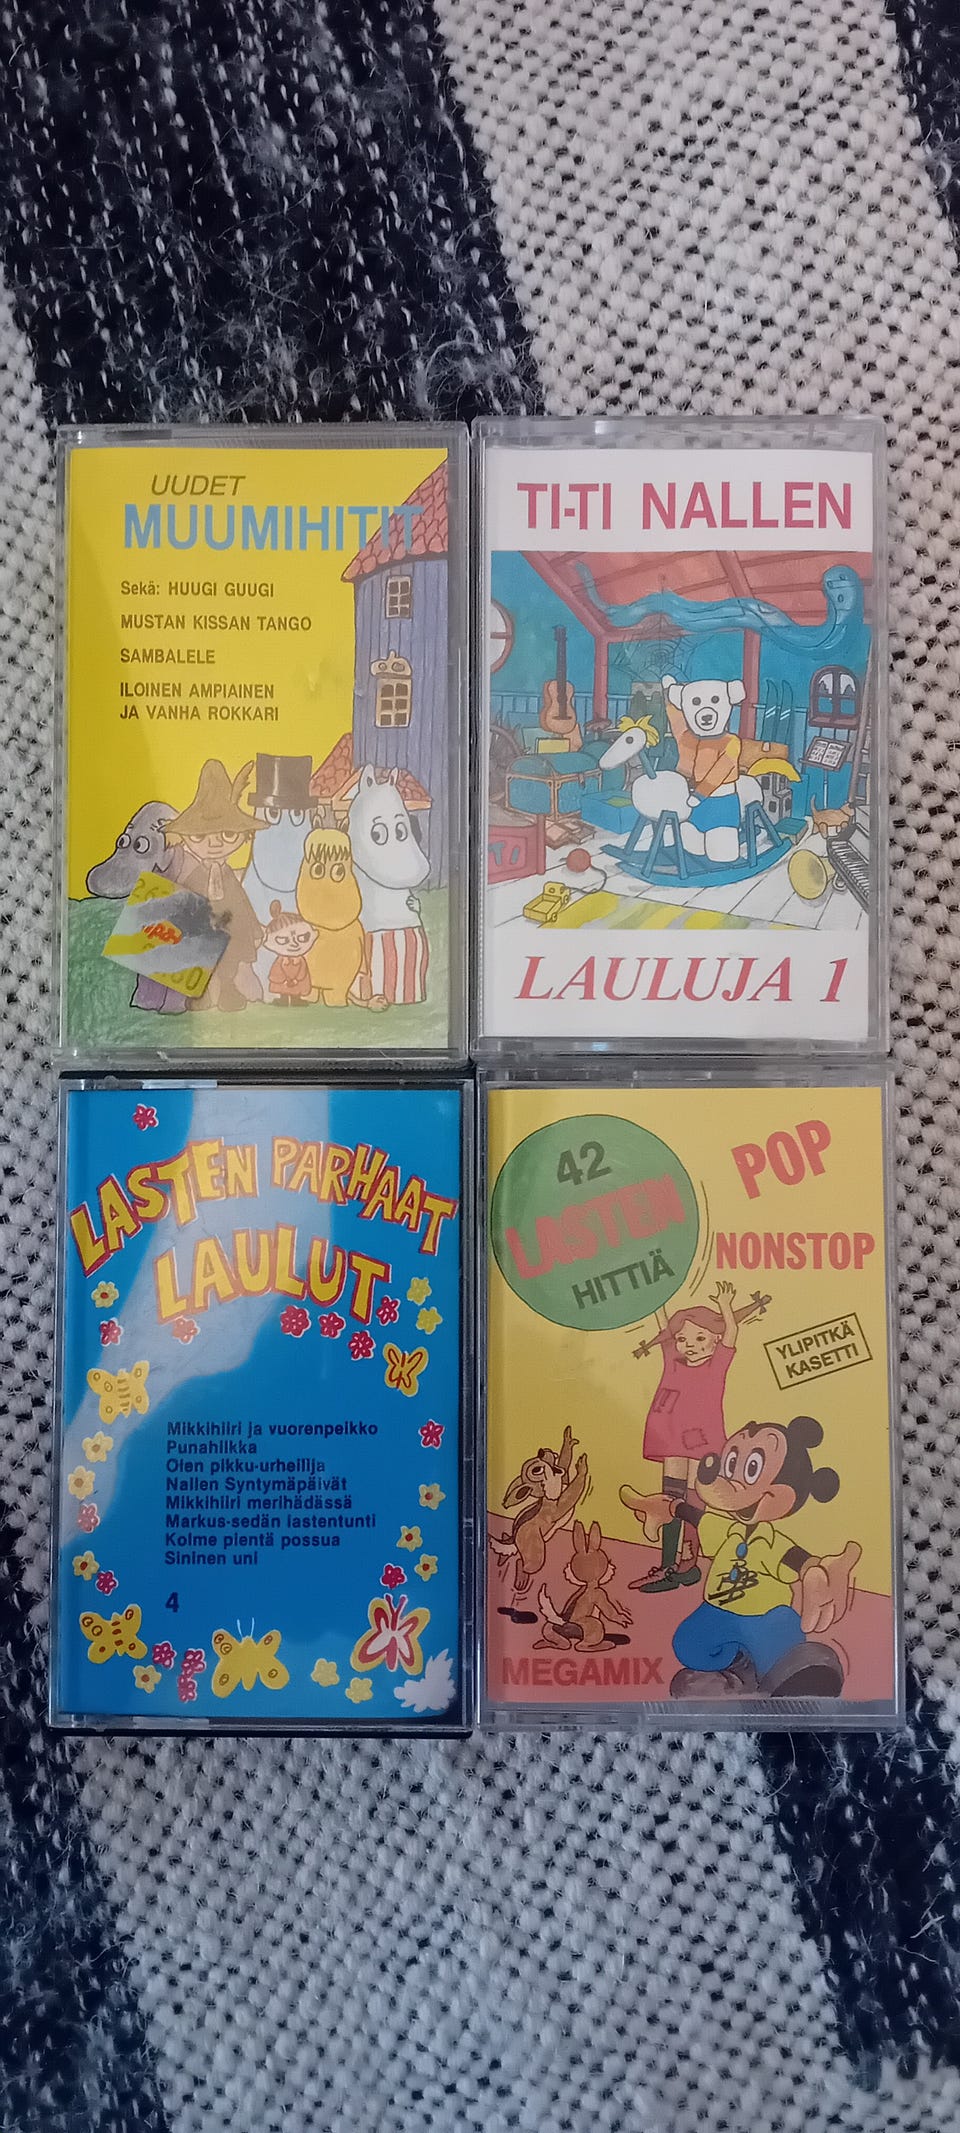 UUDET
MUUMIHITIT
Sekä: HUUGI GUUGI
MUSTAN KISSAN TANGO
SAMBALELE
ILOINEN AMPIAINEN
JA VANHA ROKKARI
TI-TI NALLEN
LAULUJA 1
LASTEN PARHAAT
LAULUT
Mikkihiiri ja vuorenpeikko
Punahilkka
Olen pikku-urheilija
Nallen Syntymäpäivät
Mikkihiiri merihädässä
Markus-sedän lastentunti
Kolme pientä possua
Sininen uni
4
42
LASTEN
HITTIÄ
POP
NONSTOP
YLIPITKÄ
KASETTI
MEGAMIX